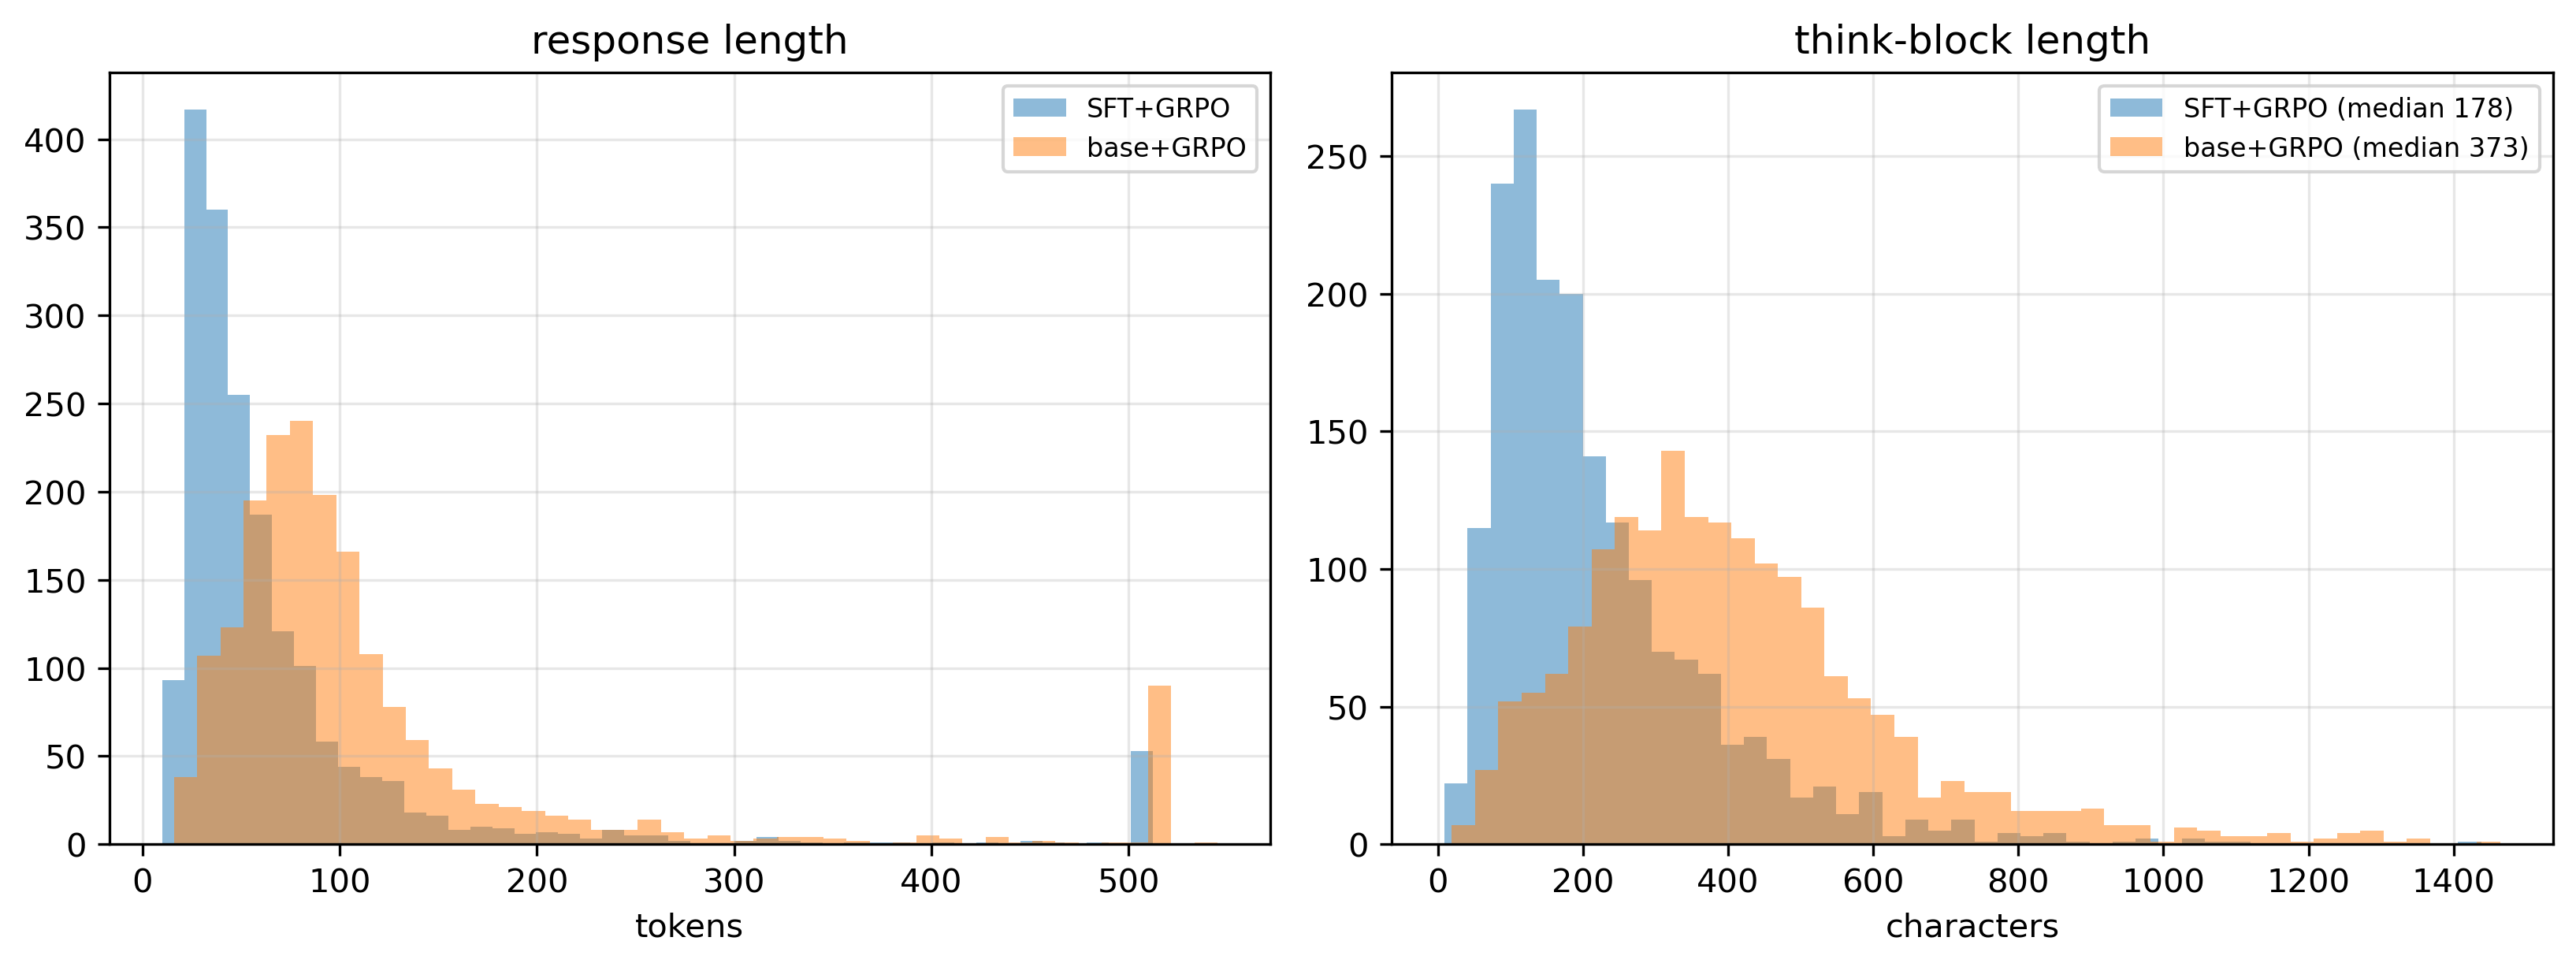 response length
SFT+GRPO
base+GRPO
400
350
300
250
200
150
100
50
0
0 100 200 300 400 500
tokens
think-block length
SFT+GRPO (median 178)
base+GRPO (median 373)
250
200
150
100
50
0
0 200 400 600 800 1000 1200 1400
characters